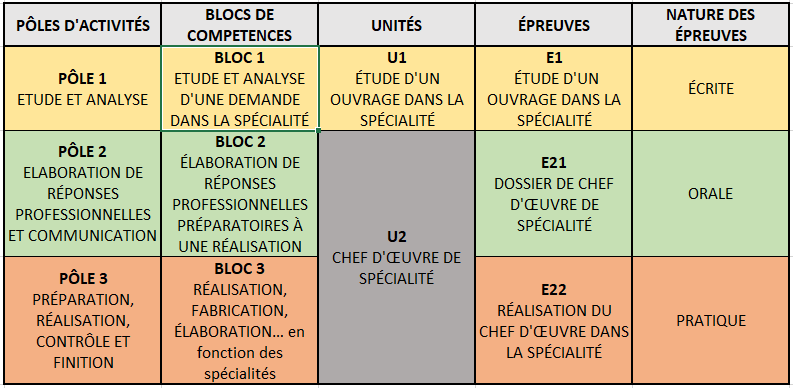 PÔLES D'ACTIVITÉS
BLOCS DE
COMPETENCES
UNITÉS
ÉPREUVES
NATURE DES
ÉPREUVES
PÔLE 1
ETUDE ET ANALYSE
BLOC 1
ETUDE ET ANALYSE
D'UNE DEMANDE
DANS LA SPÉCIALITÉ
U1
ÉTUDE D'UN
OUVRAGE DANS LA
SPÉCIALITÉ
E1
ÉTUDE D'UN
OUVRAGE DANS LA
SPÉCIALITÉ
ÉCRITE
PÔLE 2
ELABORATION DE
RÉPONSES
PROFESSIONNELLES
ET COMMUNICATION
BLOC 2
ÉLABORATION DE
RÉPONSES
PROFESSIONNELLES
PRÉPARATOIRES À
UNE RÉALISATION
U2
CHEF D'ŒUVRE DE
SPÉCIALITÉ
E21
DOSSIER DE CHEF
D'ŒUVRE DE
SPÉCIALITÉ
ORALE
PÔLE 3
PRÉPARATION,
RÉALISATION,
CONTRÔLE ET
FINITION
BLOC 3
RÉALISATION,
FABRICATION,
ÉLABORATION... en
fonction des
spécialités
E22
RÉALISATION DU
CHEF D'ŒUVRE DANS
LA SPÉCIALITÉ
PRATIQUE